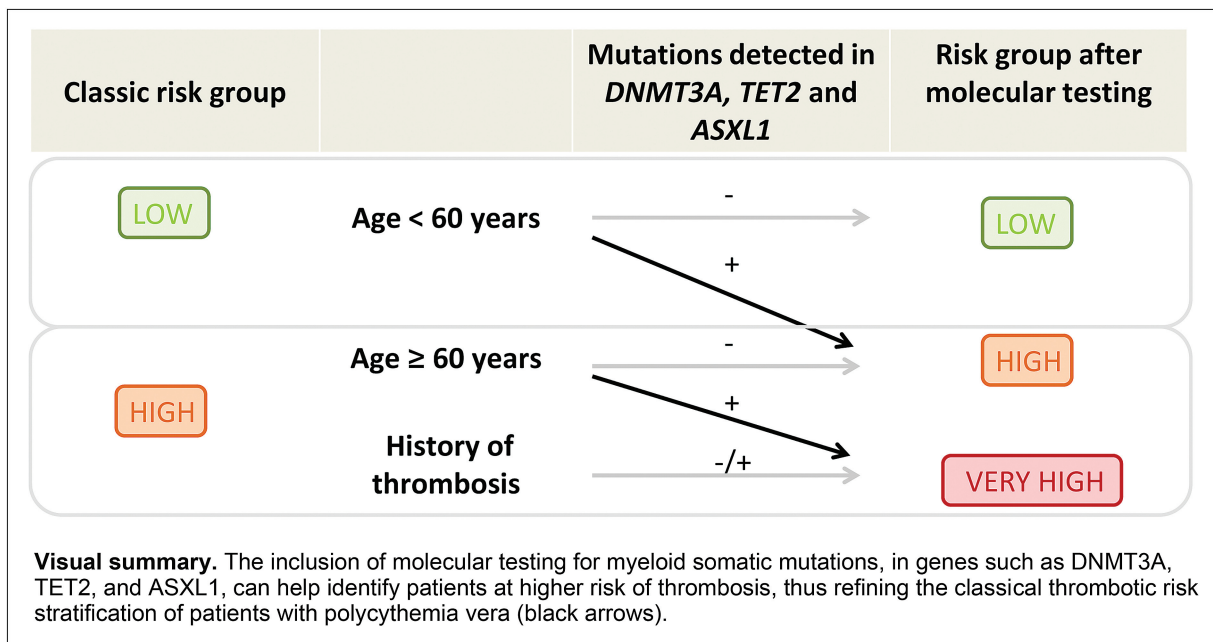 Classic risk group
Mutations detected in
DNMT3A, TET2 and
ASXL1
Risk group after
molecular testing
LOW
Age < 60 years
-
LOW
+
HIGH
Age ≥ 60 years
-
HIGH
+
History of
thrombosis
-/+
VERY HIGH
Visual summary. The inclusion of molecular testing for myeloid somatic mutations, in genes such as DNMT3A,
TET2, and ASXL1, can help identify patients at higher risk of thrombosis, thus refining the classical thrombotic risk
stratification of patients with polycythemia vera (black arrows).